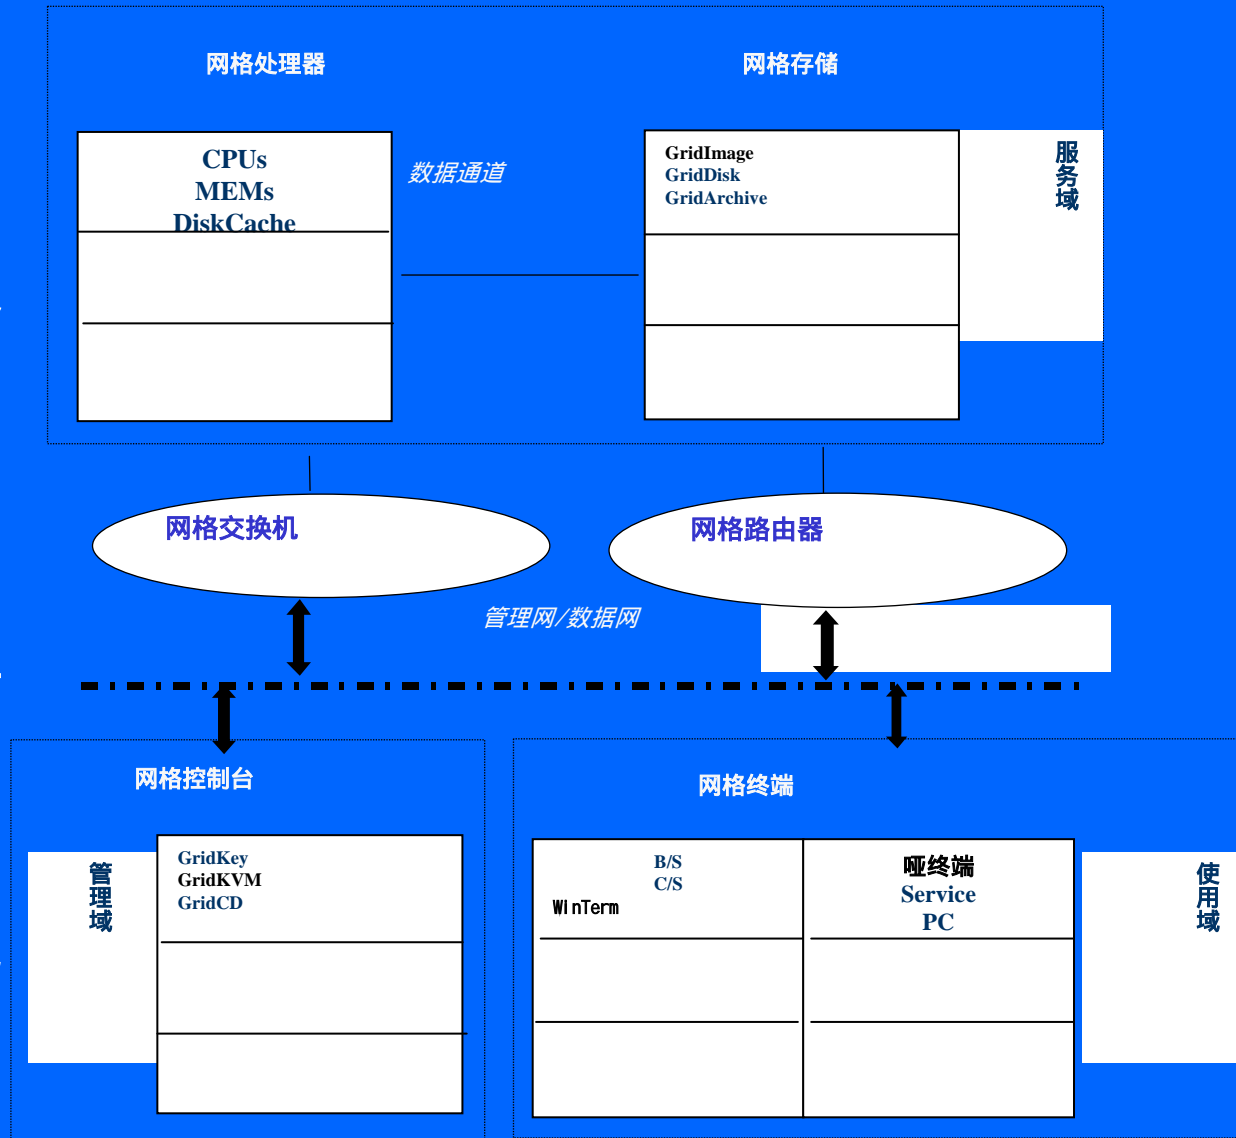 网格处理器
网格存储
CPUs
MEMs
DiskCache
数据通道
GridImage
GridDisk
GridArchive
服务域
网格交换机
网格路由器
管理网/数据网
网格控制台
网格终端
管理域
GridKey
GridKVM
GridCD
B/S
C/S
WinTerm
哑终端
Service
PC
使用域